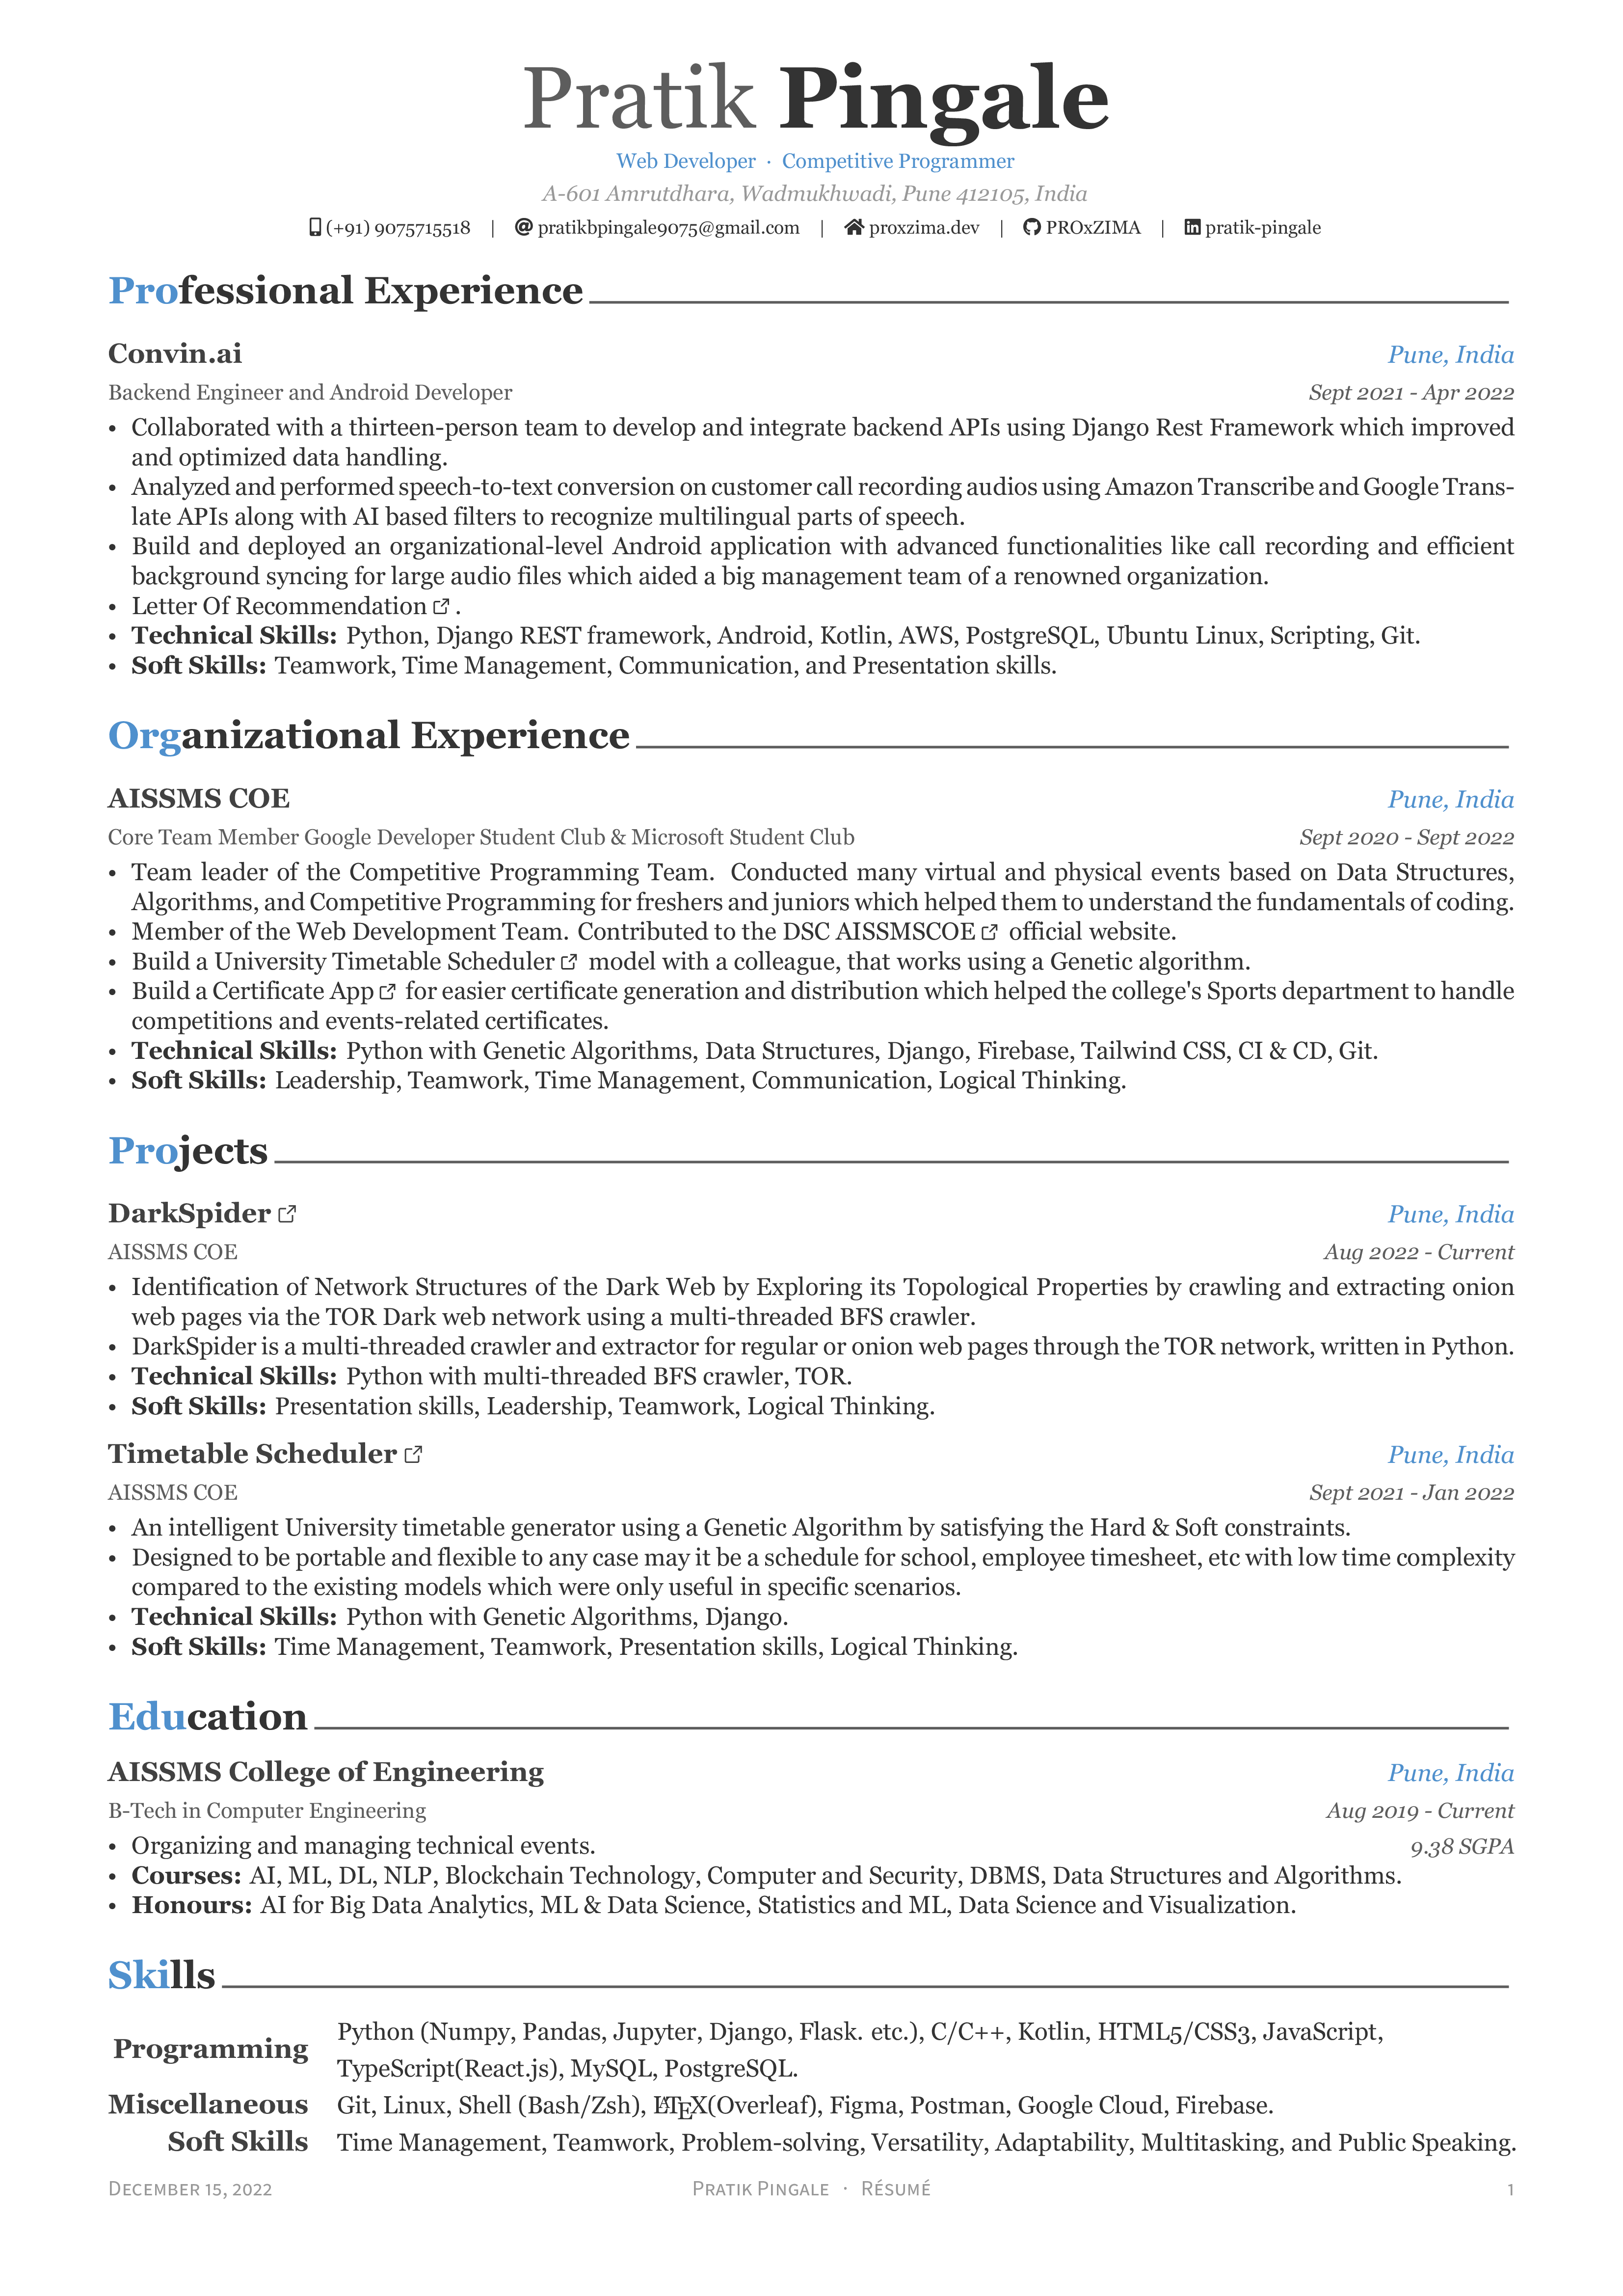 Pratik Pingale
Web Developer · Competitive Programmer
A-601 Amrutdhara, Wadmukhwadi, Pune 412105, India
(+91) 9075715518 | pratikbpingale9075@gmail.com | proxzima.dev | PROxZIMA | pratik-pingale
Professional Experience
Convin.ai Pune, India
Backend Engineer and Android Developer Sept 2021 - Apr 2022
• Collaborated with a thirteen-person team to develop and integrate backend APIs using Django Rest Framework which improved
and optimized data handling.
• Analyzed and performed speech-to-text conversion on customer call recording audios using Amazon Transcribe and Google Trans-
late APIs along with AI based filters to recognize multilingual parts of speech.
• Build and deployed an organizational-level Android application with advanced functionalities like call recording and efficient
background syncing for large audio files which aided a big management team of a renowned organization.
• Letter Of Recommendation .
• Technical Skills: Python, Django REST framework, Android, Kotlin, AWS, PostgreSQL, Ubuntu Linux, Scripting, Git.
• Soft Skills: Teamwork, Time Management, Communication, and Presentation skills.
Organizational Experience
AISSMS COE Pune, India
Core Team Member Google Developer Student Club & Microsoft Student Club Sept 2020 - Sept 2022
• Team leader of the Competitive Programming Team. Conducted many virtual and physical events based on Data Structures,
Algorithms, and Competitive Programming for freshers and juniors which helped them to understand the fundamentals of coding.
• Member of the Web Development Team. Contributed to the DSC AISSMSCOE official website.
• Build a University Timetable Scheduler model with a colleague, that works using a Genetic algorithm.
• Build a Certificate App for easier certificate generation and distribution which helped the college's Sports department to handle
competitions and events-related certificates.
• Technical Skills: Python with Genetic Algorithms, Data Structures, Django, Firebase, Tailwind CSS, CI & CD, Git.
• Soft Skills: Leadership, Teamwork, Time Management, Communication, Logical Thinking.
Projects
DarkSpider Pune, India
AISSMS COE Aug 2022 - Current
• Identification of Network Structures of the Dark Web by Exploring its Topological Properties by crawling and extracting onion
web pages via the TOR Dark web network using a multi-threaded BFS crawler.
• DarkSpider is a multi-threaded crawler and extractor for regular or onion web pages through the TOR network, written in Python.
• Technical Skills: Python with multi-threaded BFS crawler, TOR.
• Soft Skills: Presentation skills, Leadership, Teamwork, Logical Thinking.
Timetable Scheduler Pune, India
AISSMS COE Sept 2021 - Jan 2022
• An intelligent University timetable generator using a Genetic Algorithm by satisfying the Hard & Soft constraints.
• Designed to be portable and flexible to any case may it be a schedule for school, employee timesheet, etc with low time complexity
compared to the existing models which were only useful in specific scenarios.
• Technical Skills: Python with Genetic Algorithms, Django.
• Soft Skills: Time Management, Teamwork, Presentation skills, Logical Thinking.
Education
AISSMS College of Engineering Pune, India
B-Tech in Computer Engineering Aug 2019 - Current
• Organizing and managing technical events. 9.38 SGPA
• Courses: AI, ML, DL, NLP, Blockchain Technology, Computer and Security, DBMS, Data Structures and Algorithms.
• Honours: AI for Big Data Analytics, ML & Data Science, Statistics and ML, Data Science and Visualization.
Skills
Programming Python (Numpy, Pandas, Jupyter, Django, Flask. etc.), C/C++, Kotlin, HTML5/CSS3, JavaScript,
TypeScript(React.js), MySQL, PostgreSQL.
Miscellaneous Git, Linux, Shell (Bash/Zsh), LATEX(Overleaf), Figma, Postman, Google Cloud, Firebase.
Soft Skills Time Management, Teamwork, Problem-solving, Versatility, Adaptability, Multitasking, and Public Speaking.
December 15, 2022 Pratik Pingale · Résumé 1